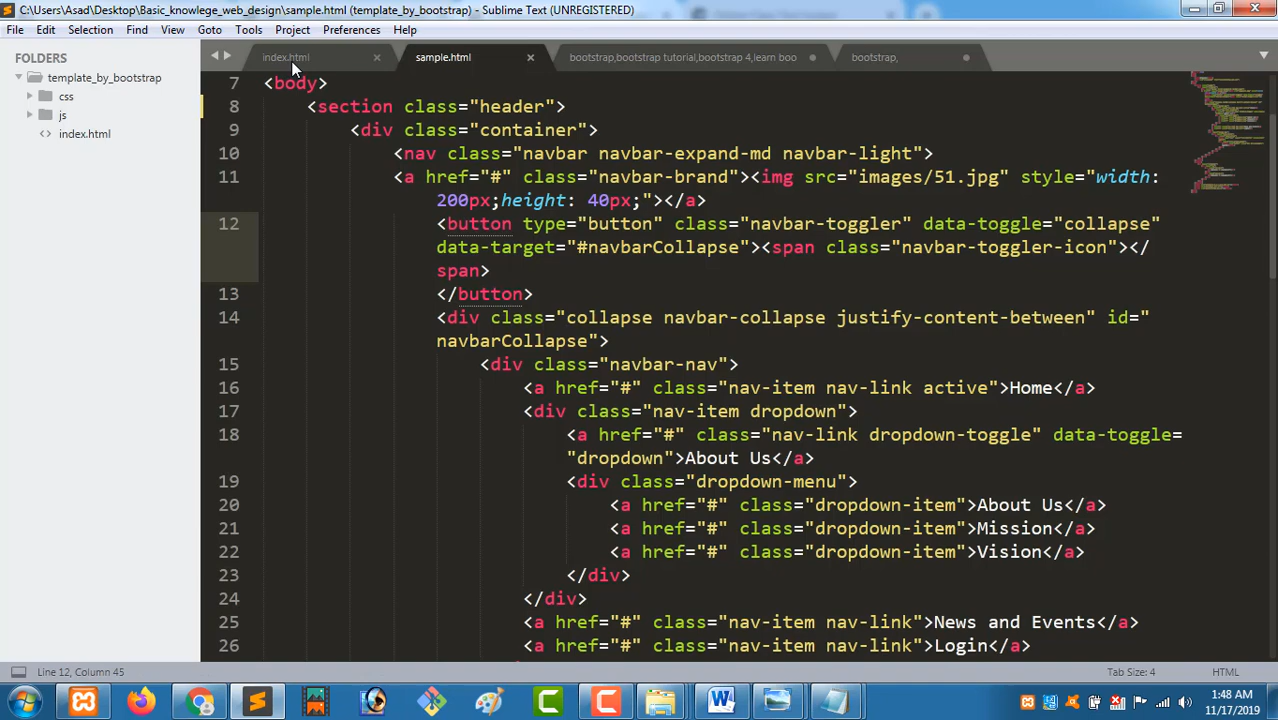 C:\Users\Asad\Desktop\Basic_knowlege_web_design\sample.html (template_by_bootstrap) - Sublime Text (UNREGISTERED)
File Edit Selection Find View Goto Tools Project Preferences Help
FOLDERS
template_by_bootstrap
css
js
index.html
index.html
sample.html
bootstrap,bootstrap tutorial,bootstrap 4,learn boo
bootstrap,
7 <body>
8 <section class="header">
9 <div class="container">
10 <nav class="navbar navbar-expand-md navbar-light">
11 <a href="#" class="navbar-brand"><img src="images/51.jpg" style="width:
200px;height: 40px;"></a>
12 <button type="button" class="navbar-toggler" data-toggle="collapse"
data-target="#navbarCollapse"><span class="navbar-toggler-icon"></
span>
13 </button>
14 <div class="collapse navbar-collapse justify-content-between" id="
navbarCollapse">
15 <div class="navbar-nav">
16 <a href="#" class="nav-item nav-link active">Home</a>
17 <div class="nav-item dropdown">
18 <a href="#" class="nav-link dropdown-toggle" data-toggle=
"dropdown">About Us</a>
19 <div class="dropdown-menu">
20 <a href="#" class="dropdown-item">About Us</a>
21 <a href="#" class="dropdown-item">Mission</a>
22 <a href="#" class="dropdown-item">Vision</a>
23 </div>
24 </div>
25 <a href="#" class="nav-item nav-link">News and Events</a>
26 <a href="#" class="nav-item nav-link">Login</a>
Line 12, Column 45
Tab Size: 4
HTML
1:48 AM
11/17/2019